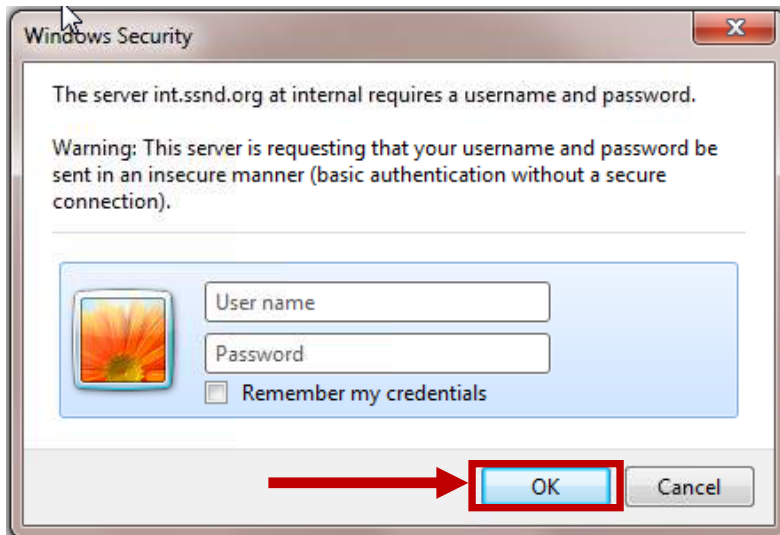 Windows Security
X
The server int.ssnd.org at internal requires a username and password.
Warning: This server is requesting that your username and password be
sent in an insecure manner (basic authentication without a secure
connection).
User name
Password
Remember my credentials
OK Cancel